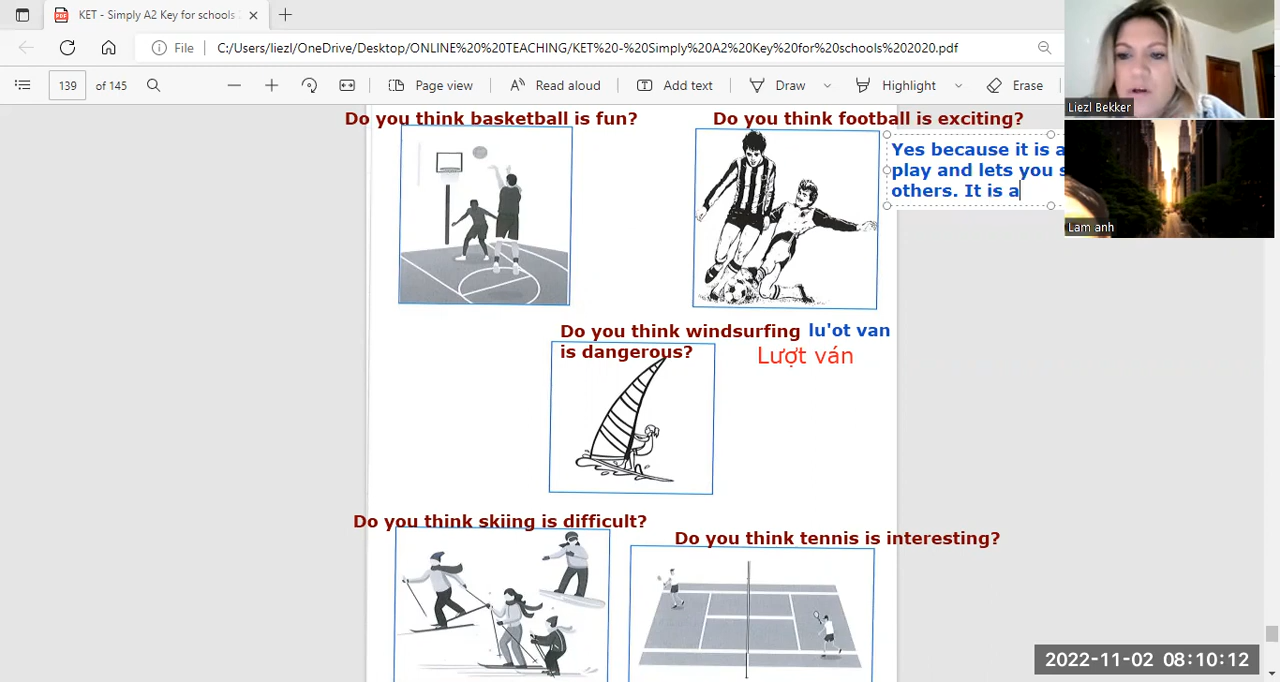 KET - Simply A2 Key for schools
File
C:/Users/liezl/OneDrive/Desktop/ONLINE%20%20TEACHING/KET%20-%20Simply%20A2%20Key%20for%20schools%202020.pdf
139 of 145
Page view
Read aloud
Add text
Draw
Highlight
Erase
Liezl Bekker
Lam anh
Do you think basketball is fun?
Do you think football is exciting?
Yes because it is a
play and lets you
others. It is a
Do you think windsurfing
is dangerous?
lu'ot van
Lượt ván
Do you think skiing is difficult?
Do you think tennis is interesting?
2022-11-02 08:10:12